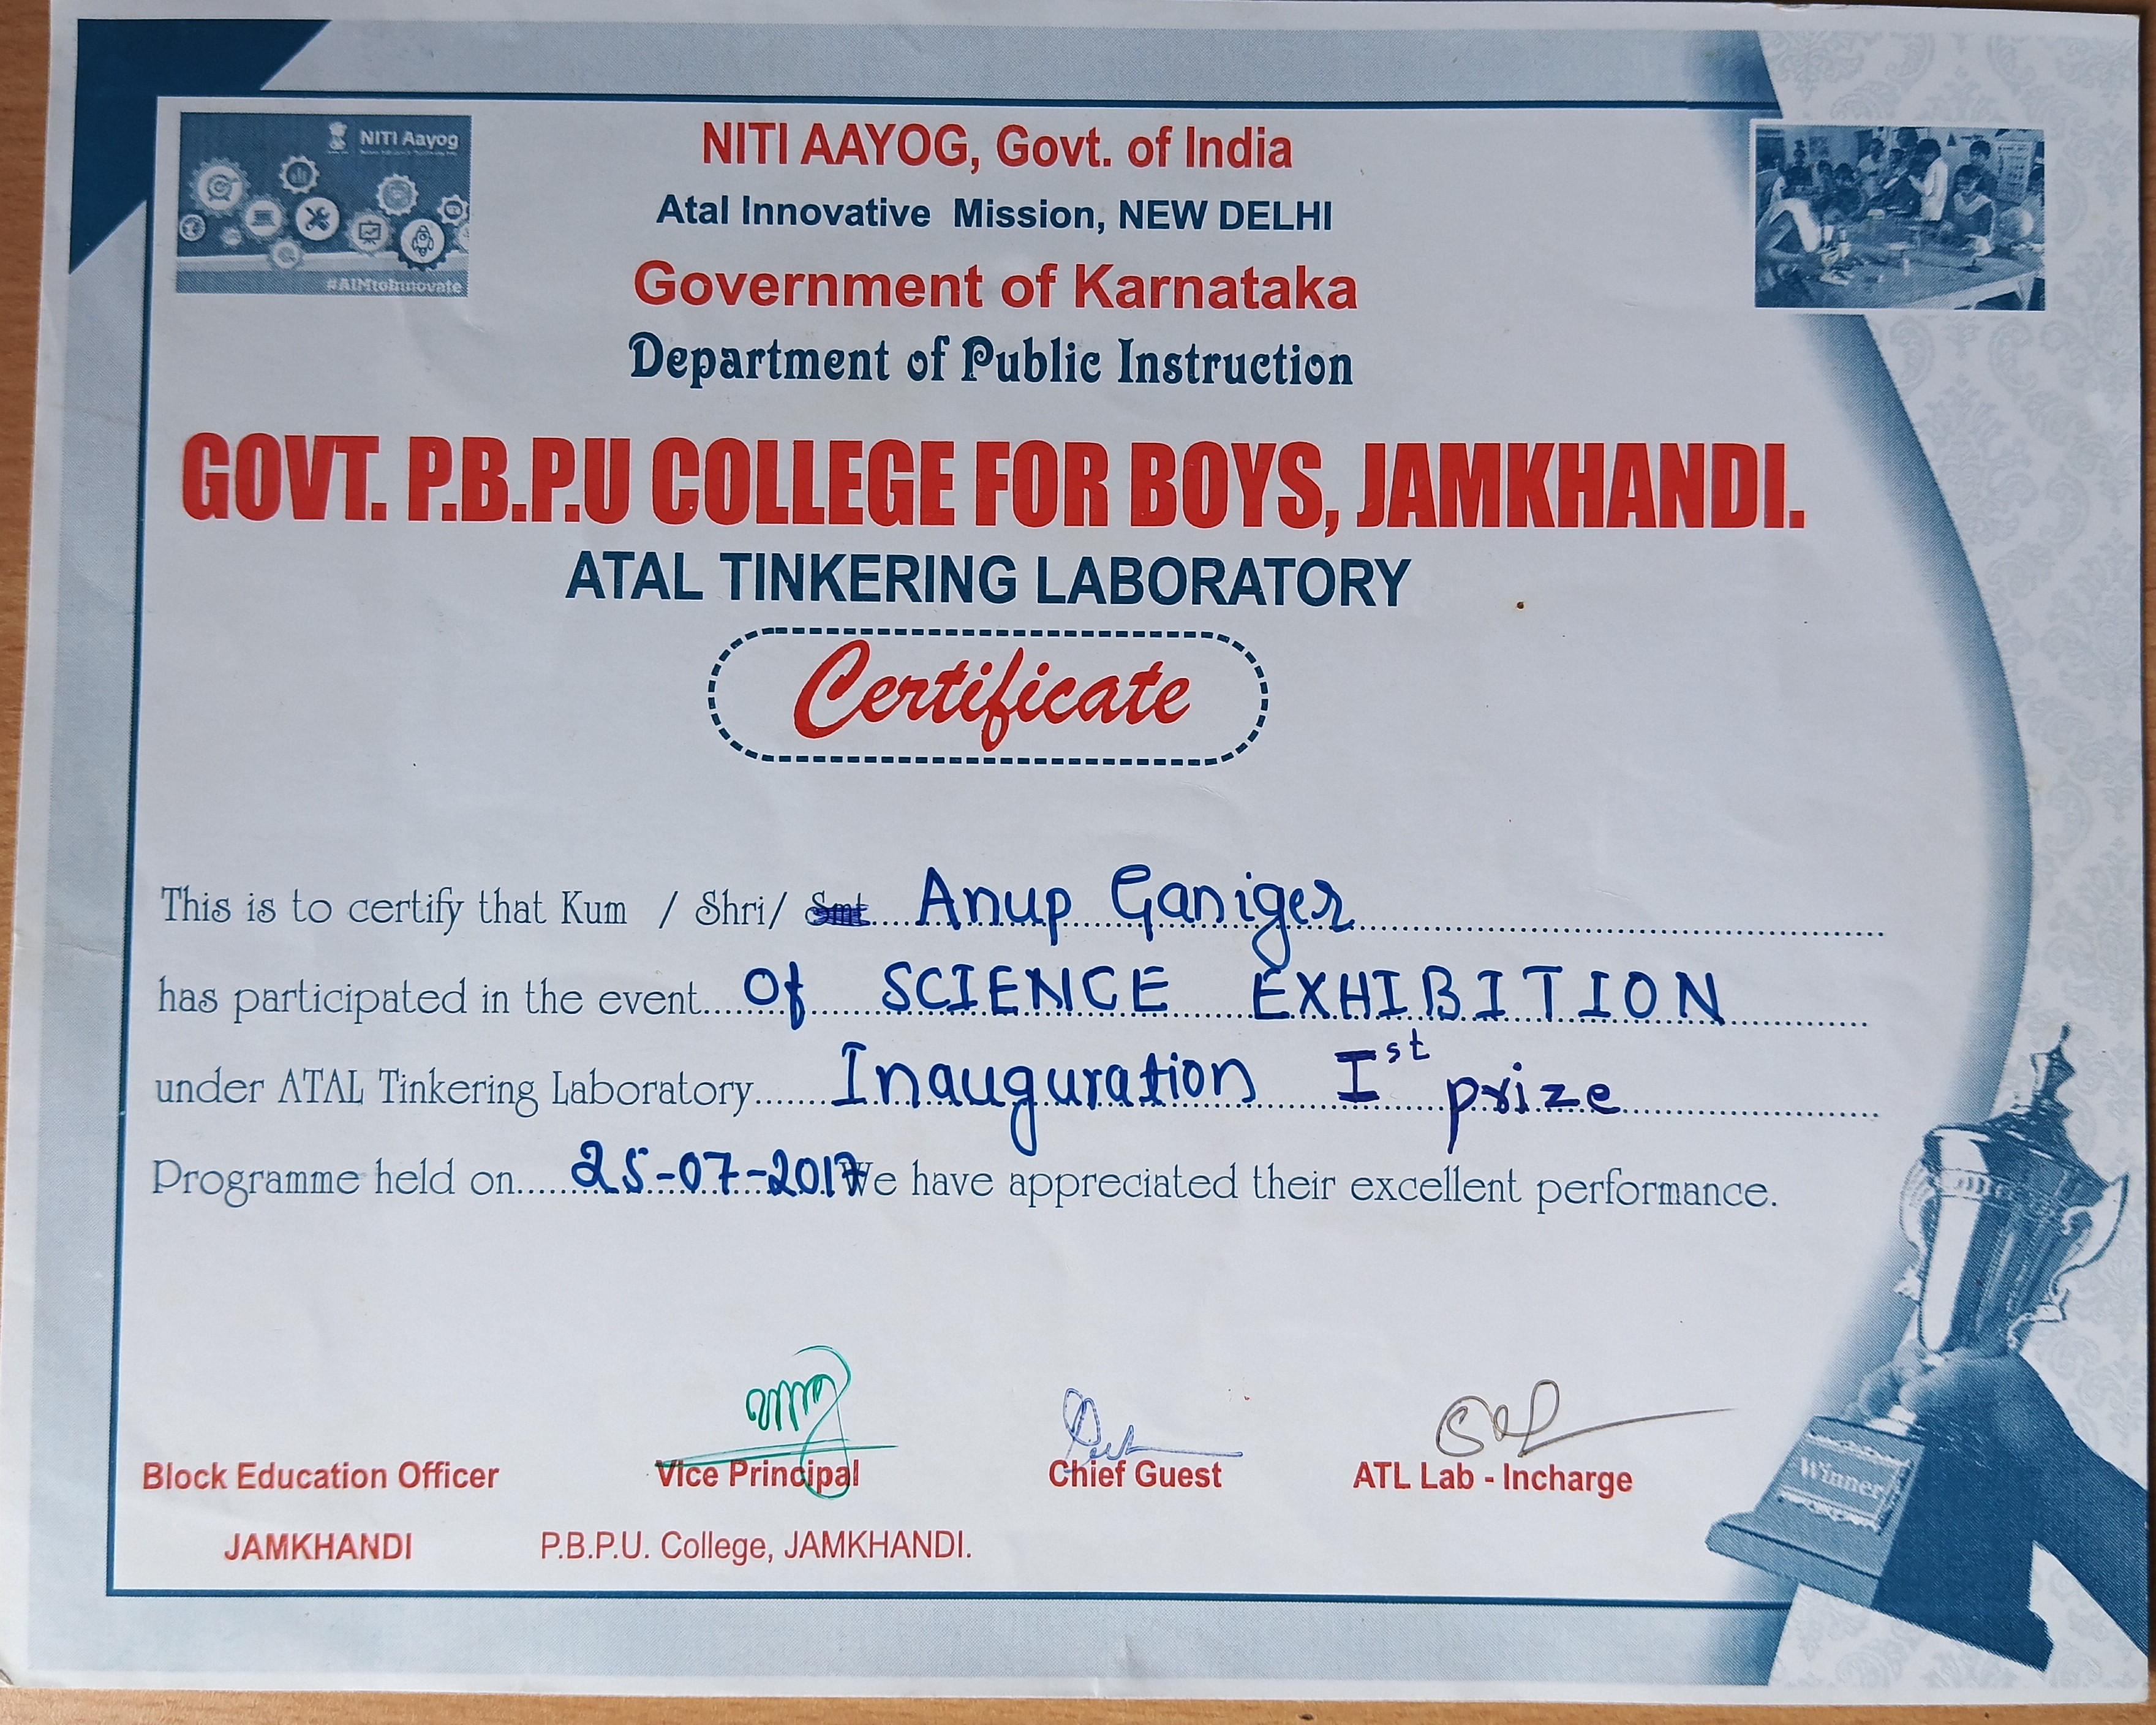 NITI Aayog
#AIMtoInnovate
NITI AAYOG, Govt. of India
Atal Innovative Mission, NEW DELHI
Government of Karnataka
Department of Public Instruction
GOVT. P.B.P.U COLLEGE FOR BOYS, JAMKHANDI.
ATAL TINKERING LABORATORY
Certificate
This is to certify that Kum / Shri/ Smt.... Anup Ganiger
has participated in the event... Of SCIENCE EXHIBITION
under ATAL Tinkering Laboratory...... Inauguration Ist prize
Programme held on..... 25-07-2017 We have appreciated their excellent performance.
Block Education Officer
JAMKHANDI
Vice Principal
P.B.P.U. College, JAMKHANDI.
Chief Guest
ATL Lab - Incharge
Winner